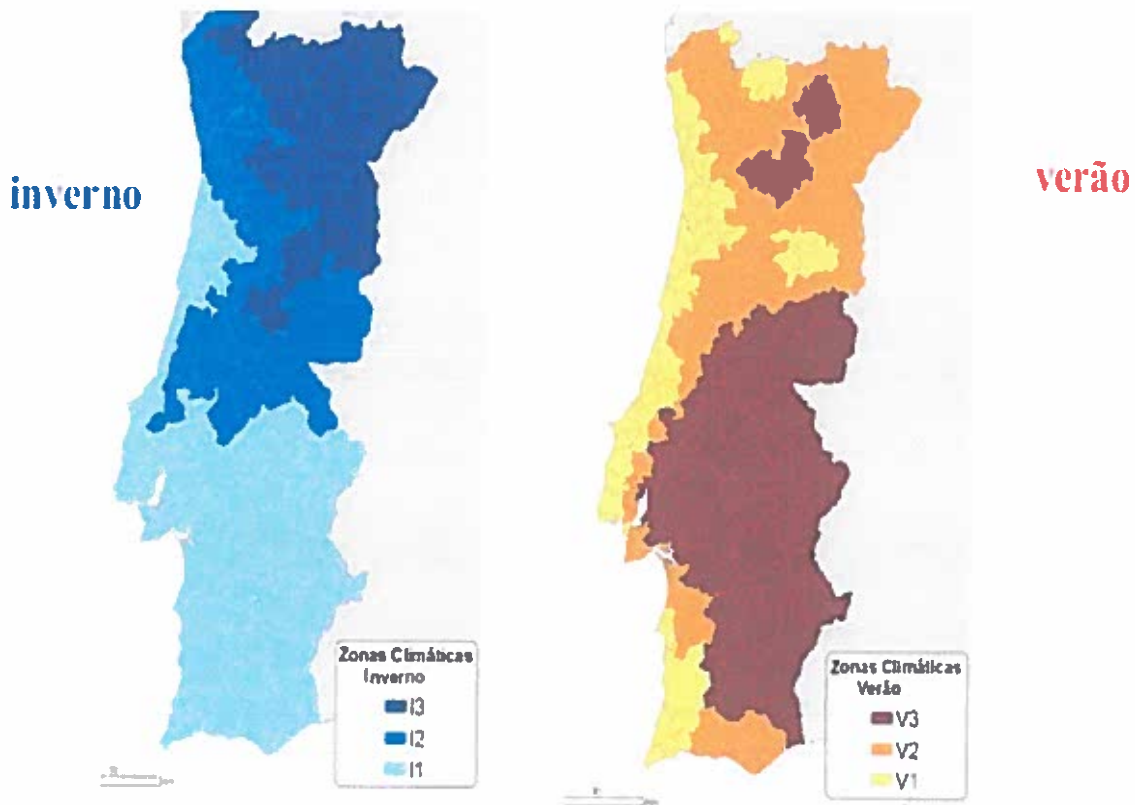 inverno
verão
Zonas Climáticas
Inverno
I3
I2
I1
Zonas Climáticas
Verão
V3
V2
V1